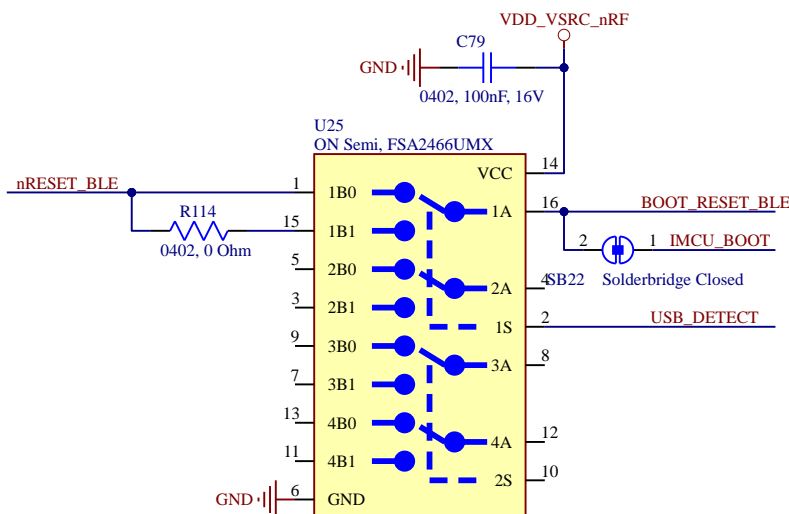 VDD_VSRC_nRF
C79
GND
0402, 100nF, 16V
U25
ON Semi, FSA2466UMX
VCC 14
nRESET_BLE 1 1B0 1A 16 BOOT_RESET_BLE
R114 15 1B1
0402, 0 Ohm
2 1 IMCU_BOOT
5 2B0 2A 4 SB22 Solderbridge Closed
3 2B1 1S 2 USB_DETECT
9 3B0 3A 8
7 3B1
13 4B0 4A 12
11 4B1 2S 10
GND 6 GND